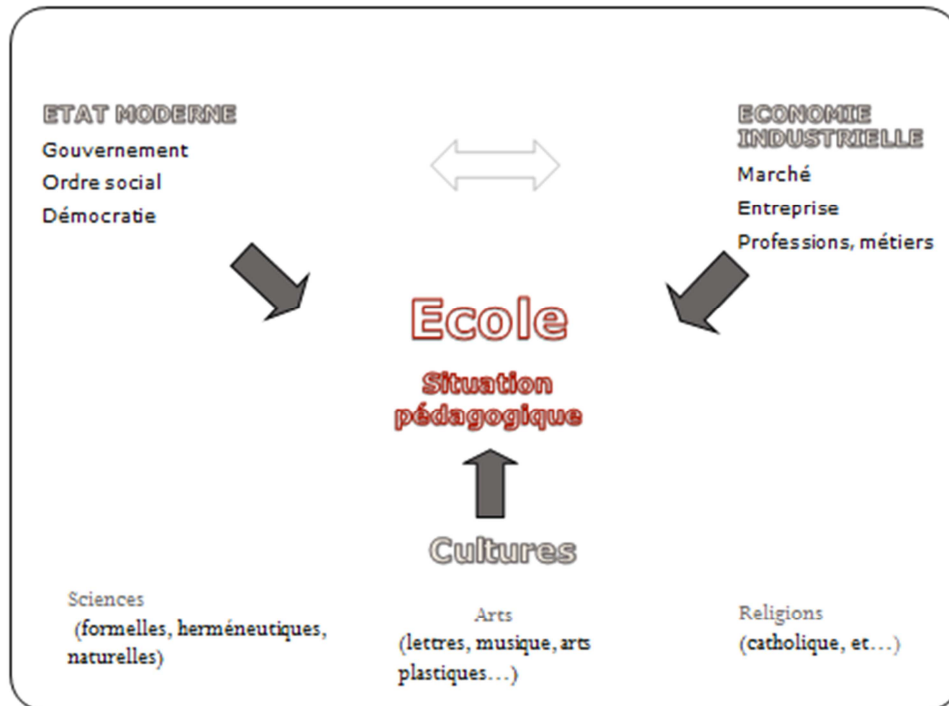 ETAT MODERNE
Gouvernement
Ordre social
Démocratie
ECONOMIE
INDUSTRIELLE
Marché
Entreprise
Professions, métiers
Ecole
Situation
pédagogique
Cultures
Sciences
(formelles, herméneutiques,
naturelles)
Arts
(lettres, musique, arts
plastiques...)
Religions
(catholique, et...)